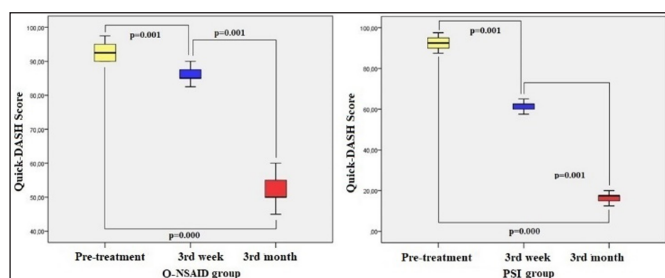 100,00
90,00
80,00
70,00
60,00
50,00
40,00
Quick-DASH Score
p=0.001
p=0.001
p=0.000
Pre-treatment 3rd week 3rd month
O-NSAID group
100,00
80,00
60,00
40,00
20,00
,00
Quick-DASH Score
p=0.001
p=0.001
p=0.000
Pre-treatment 3rd week 3rd month
PSI group